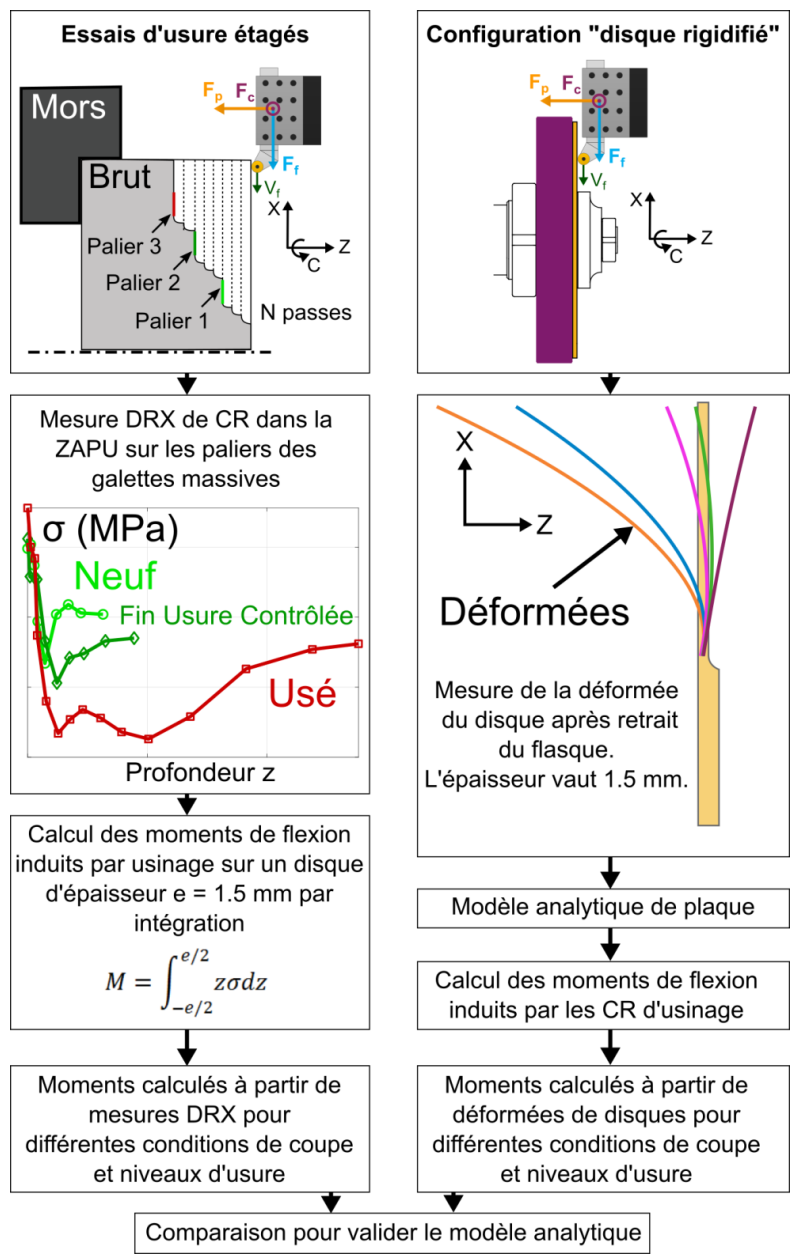 Essais d'usure étagés
Mors
Brut
Fp
Fc
Ff
Vf
X
Z
C
Palier 3
Palier 2
Palier 1
N passes
Mesure DRX de CR dans la
ZAPU sur les paliers des
galettes massives
σ (MPa)
Neuf
Fin Usure Contrôlée
Usé
Profondeur z
Calcul des moments de flexion
induits par usinage sur un disque
d'épaisseur e = 1.5 mm par
intégration
M = ∫_{-e/2}^{e/2} zσdz
Moments calculés à partir de
mesures DRX pour
différentes conditions de coupe
et niveaux d'usure
Configuration "disque rigidifié"
Fp
Fc
Ff
Vf
X
Z
C
X
Z
Déformées
Mesure de la déformée
du disque après retrait
du flasque.
L'épaisseur vaut 1.5 mm.
Modèle analytique de plaque
Calcul des moments de flexion
induits par les CR d'usinage
Moments calculés à partir de
déformées de disques pour
différentes conditions de coupe
et niveaux d'usure
Comparaison pour valider le modèle analytique